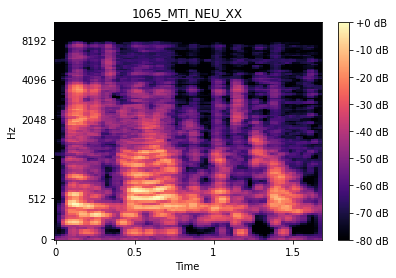 1065_MTI_NEU_XX
Hz
8192
4096
2048
1024
512
0
0
0.5
1
1.5
Time
+0 dB
-10 dB
-20 dB
-30 dB
-40 dB
-50 dB
-60 dB
-70 dB
-80 dB